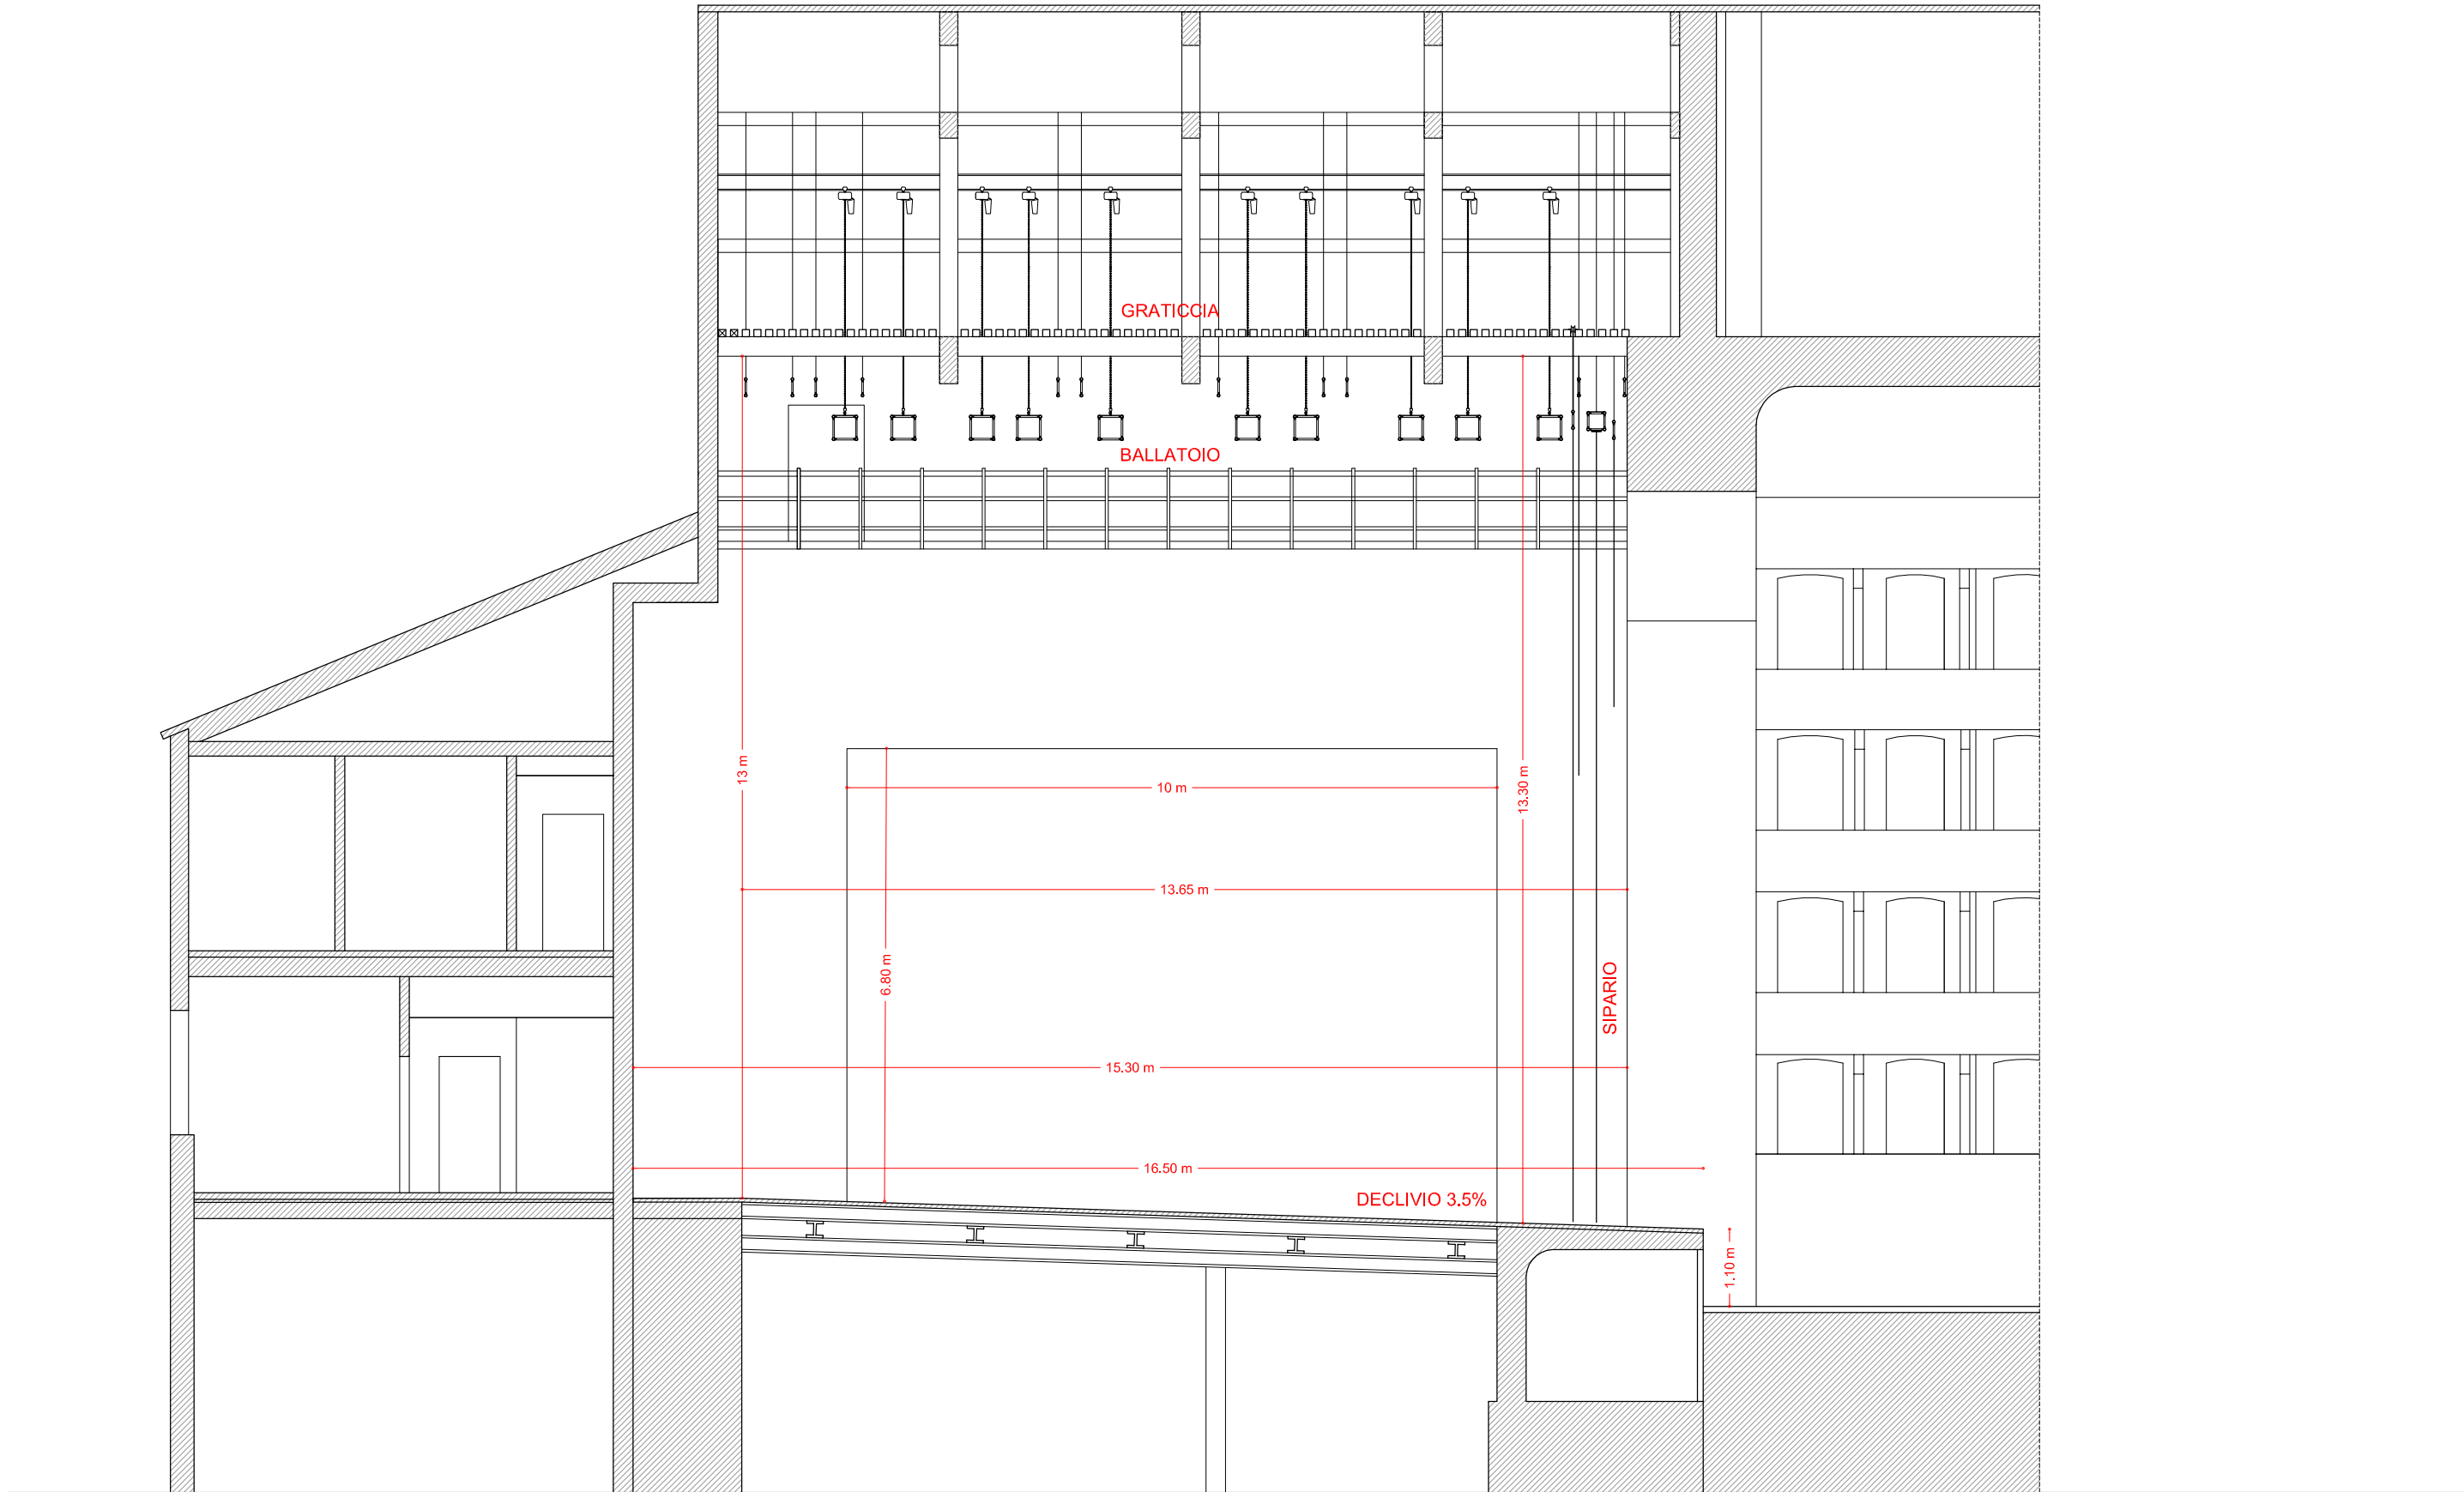 GRATICCIA
BALLATOIO
13 m
10 m
13.30 m
13.65 m
6.80 m
SIPARIO
15.30 m
16.50 m
DECLIVIO 3.5%
1.10 m